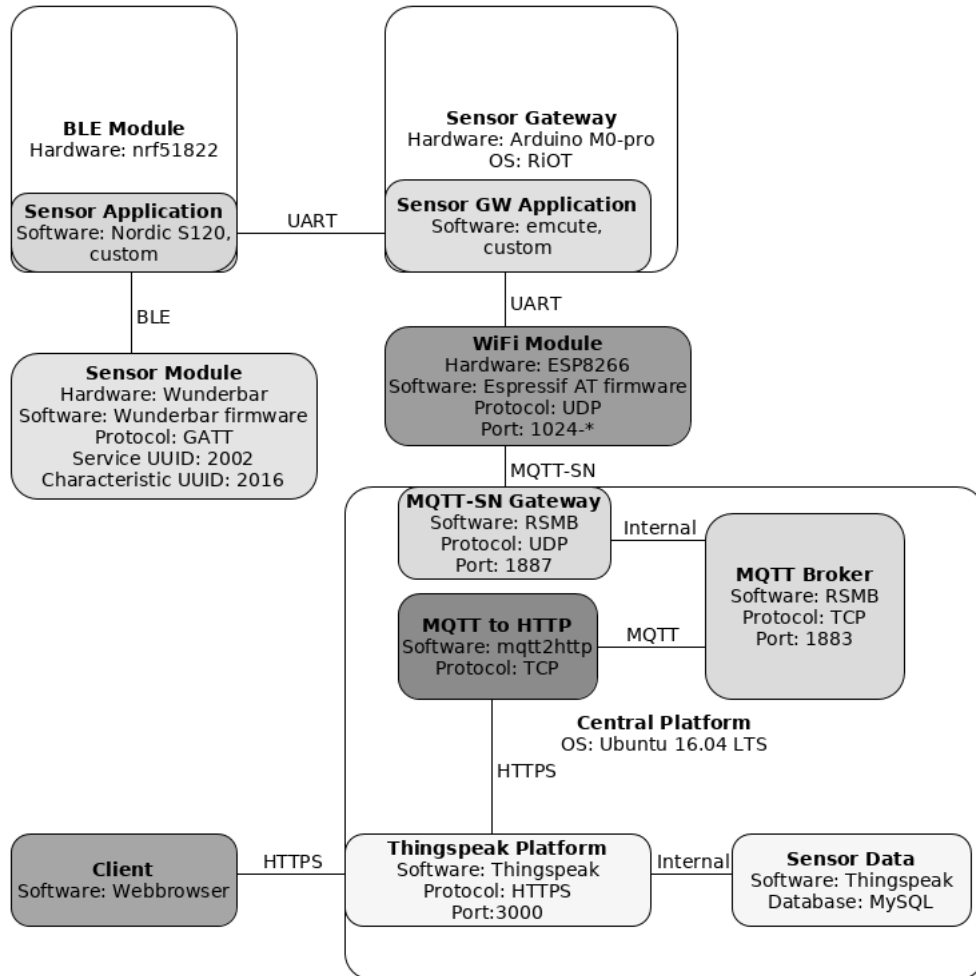 BLE Module
Hardware: nrf51822
Sensor Gateway
Hardware: Arduino M0-pro
OS: RiOT
Sensor Application
Software: Nordic S120,
custom
UART
Sensor GW Application
Software: emcute,
custom
BLE
UART
Sensor Module
Hardware: Wunderbar
Software: Wunderbar firmware
Protocol: GATT
Service UUID: 2002
Characteristic UUID: 2016
WiFi Module
Hardware: ESP8266
Software: Espressif AT firmware
Protocol: UDP
Port: 1024-*
MQTT-SN
MQTT-SN Gateway
Software: RSMB
Protocol: UDP
Port: 1887
Internal
MQTT Broker
Software: RSMB
Protocol: TCP
Port: 1883
MQTT to HTTP
Software: mqtt2http
Protocol: TCP
MQTT
Central Platform
OS: Ubuntu 16.04 LTS
HTTPS
Client
Software: Webbrowser
HTTPS
Thingspeak Platform
Software: Thingspeak
Protocol: HTTPS
Port:3000
Internal
Sensor Data
Software: Thingspeak
Database: MySQL